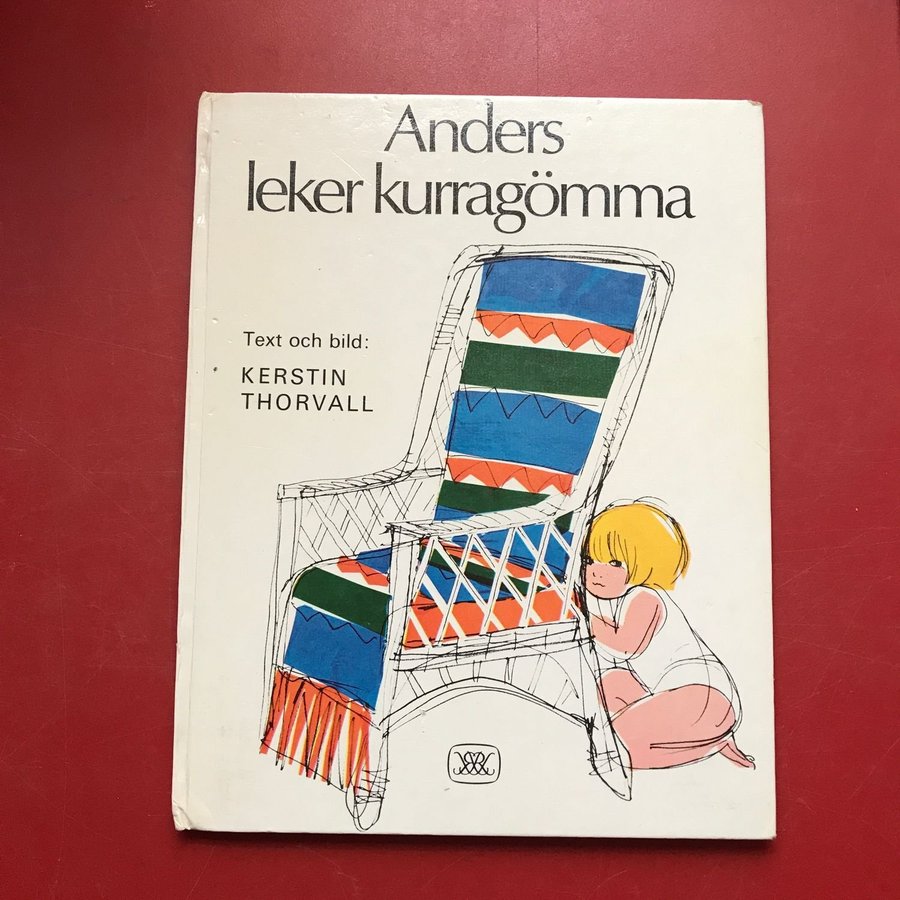 Anders
leker kurragömma
Text och bild:
KERSTIN
THORVALL